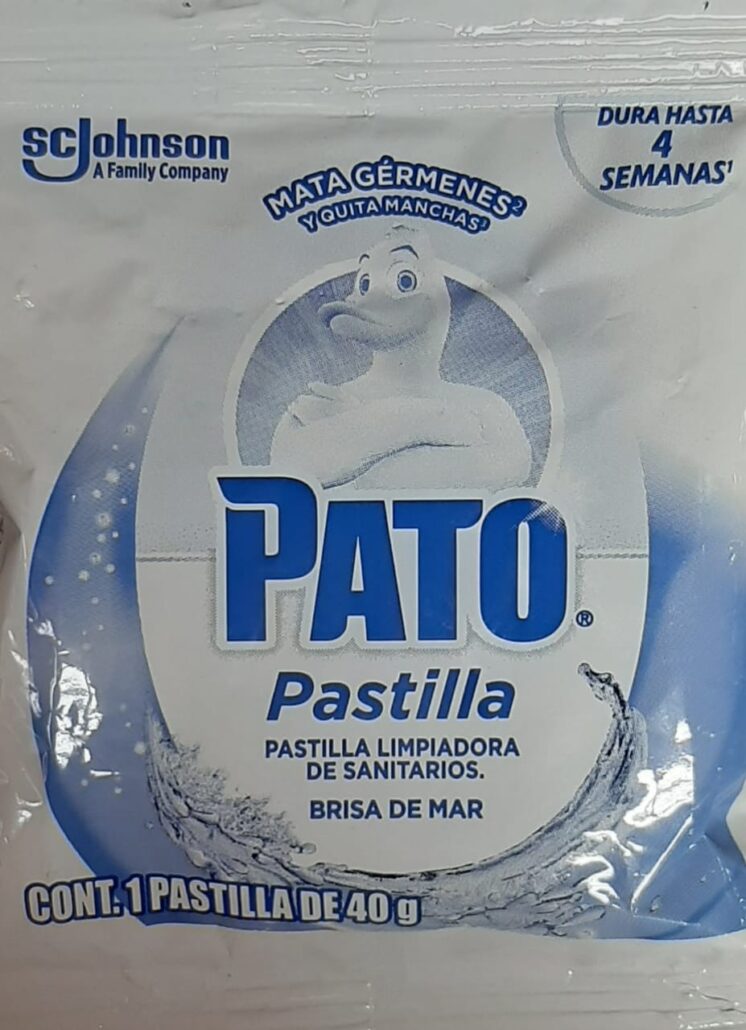 scjohnson
A Family Company
DURA HASTA
4
SEMANAS¹
MATA GÉRMENES²
Y QUITA MANCHAS³
PATO®
Pastilla
PASTILLA LIMPIADORA
DE SANITARIOS.
BRISA DE MAR
CONT. 1 PASTILLA DE 40 g